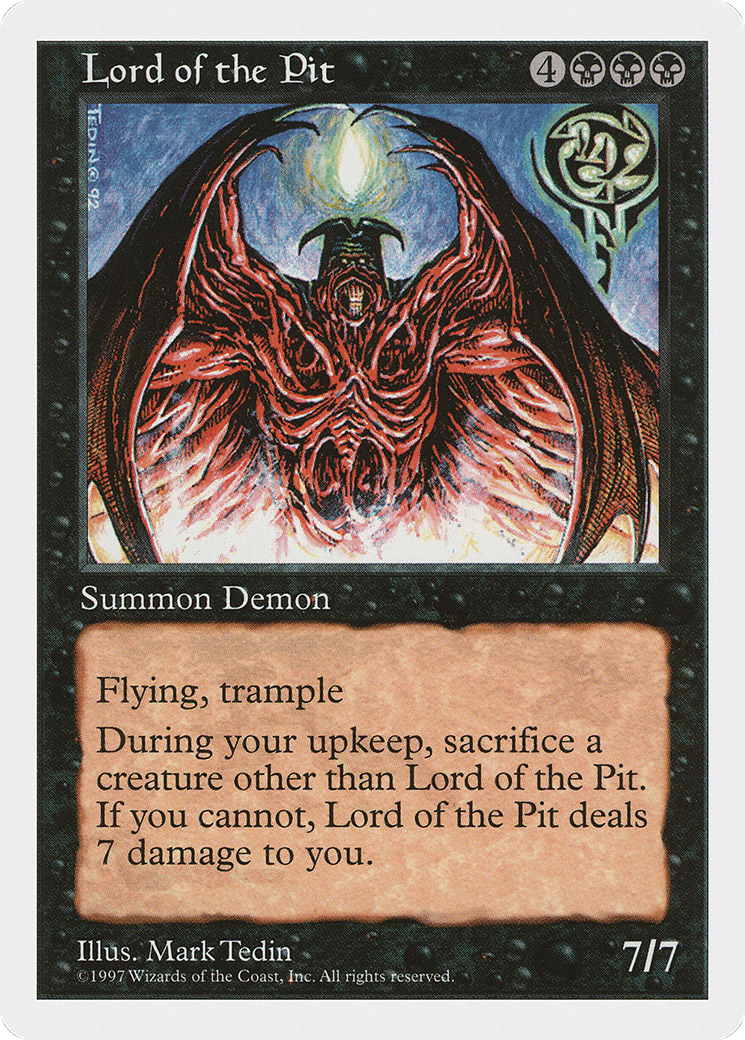 Lord of the Pit 4
TEDIN © 92
Summon Demon
Flying, trample
During your upkeep, sacrifice a
creature other than Lord of the Pit.
If you cannot, Lord of the Pit deals
7 damage to you.
Illus. Mark Tedin
©1997 Wizards of the Coast, Inc. All rights reserved.
7/7